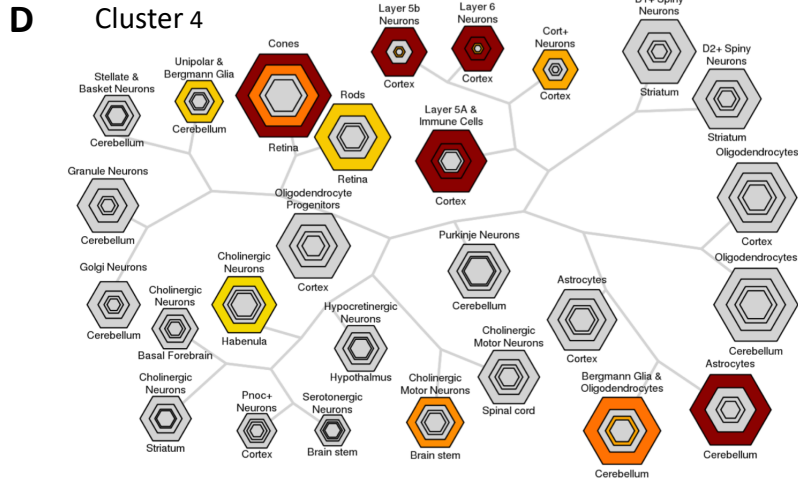 D
Cluster 4
Layer 5b
Neurons
Cortex
Layer 6
Neurons
Cortex
Cort+
Neurons
Cortex
D1+ Spiny
Neurons
Striatum
D2+ Spiny
Neurons
Striatum
Cones
Retina
Unipolar &
Bergmann Glia
Cerebellum
Stellate &
Basket Neurons
Cerebellum
Rods
Retina
Layer 5A &
Immune Cells
Cortex
Oligodendrocytes
Cortex
Granule Neurons
Cerebellum
Oligodendrocyte
Progenitors
Cortex
Purkinje Neurons
Cerebellum
Oligodendrocytes
Cerebellum
Golgi Neurons
Cerebellum
Cholinergic
Neurons
Habenula
Cholinergic
Neurons
Basal Forebrain
Astrocytes
Cortex
Hypocretinergic
Neurons
Hypothalmus
Cholinergic
Motor Neurons
Spinal cord
Cholinergic
Neurons
Striatum
Pnoc+
Neurons
Cortex
Serotonergic
Neurons
Brain stem
Cholinergic
Motor Neurons
Brain stem
Bergmann Glia &
Oligodendrocytes
Cerebellum
Astrocytes
Cerebellum